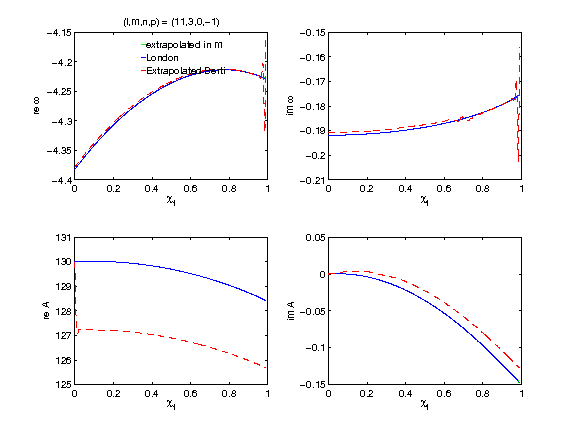 (l,m,n,p) = (11,3,0,−1)
extrapolated in m
London
Extrapolated Berti
−4.15
−4.2
−4.25
−4.3
−4.35
−4.4
re ω
0 0.2 0.4 0.6 0.8 1
χf
−0.15
−0.16
−0.17
−0.18
−0.19
−0.2
−0.21
im ω
0 0.2 0.4 0.6 0.8 1
χf
131
130
129
128
127
126
125
re A
0 0.2 0.4 0.6 0.8 1
χf
0.05
0
−0.05
−0.1
−0.15
im A
0 0.2 0.4 0.6 0.8 1
χf